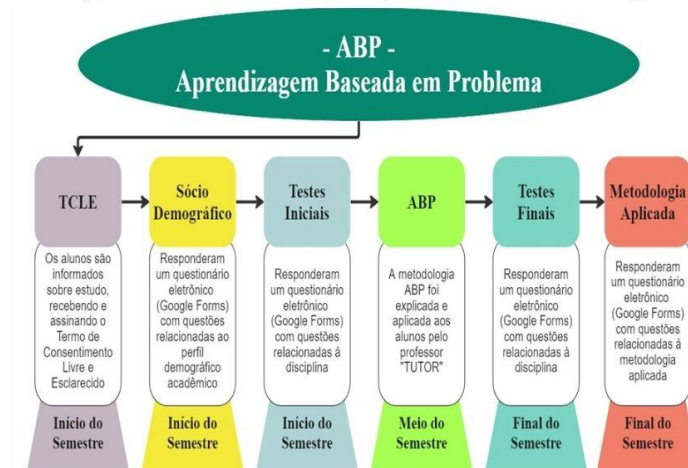 - ABP -
Aprendizagem Baseada em Problema
TCLE
Os alunos são
informados
sobre estudo,
recebendo e
assinando o
Termo de
Consentimento
Livre e
Esclarecido
Início do
Semestre
Sócio
Demográfico
Responderam
um questionário
eletrônico
(Google Forms)
com questões
relacionadas ao
perfil
demográfico
acadêmico
Início do
Semestre
Testes
Iniciais
Responderam
um questionário
eletrônico
(Google Forms)
com questões
relacionadas à
disciplina
Início do
Semestre
ABP
A metodologia
ABP foi
explicada e
aplicada aos
alunos pelo
professor
"TUTOR"
Meio do
Semestre
Testes
Finais
Responderam
um questionário
eletrônico
(Google Forms)
com questões
relacionadas à
disciplina
Final do
Semestre
Metodologia
Aplicada
Responderam
um questionário
eletrônico
(Google Forms)
com questões
relacionadas à
metodologia
aplicada
Final do
Semestre